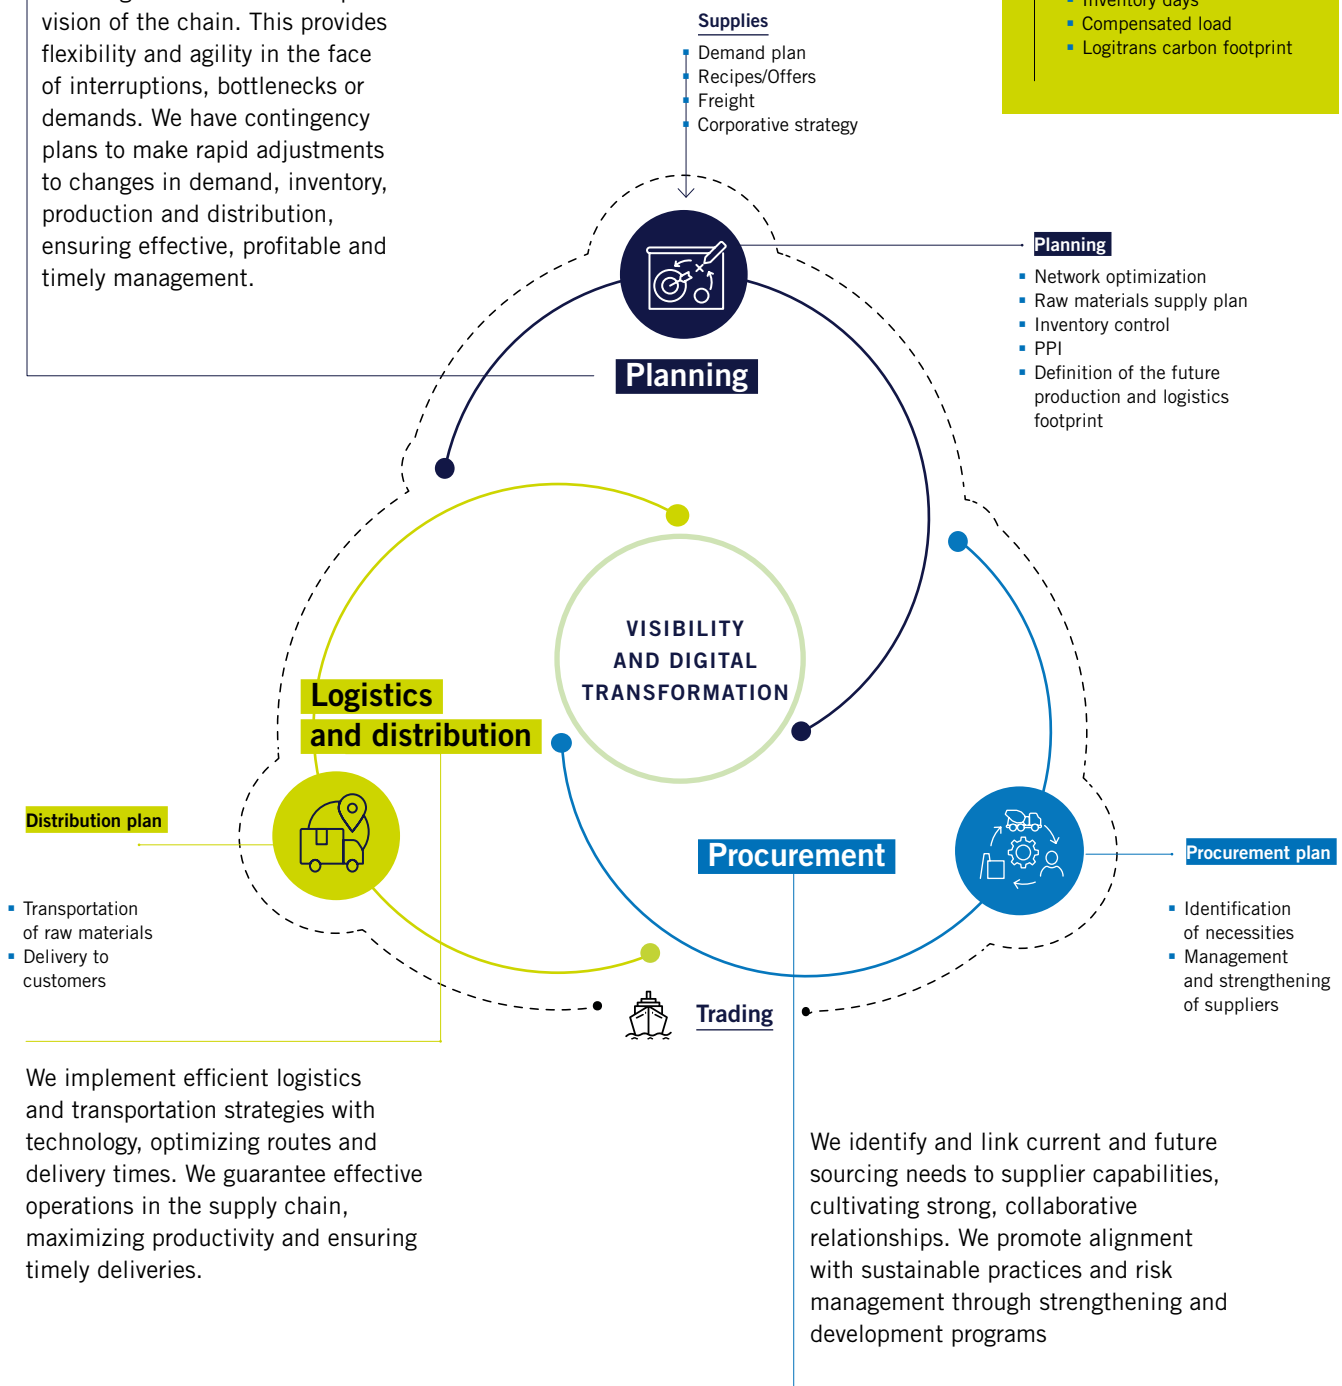 vision of the chain. This provides
flexibility and agility in the face
of interruptions, bottlenecks or
demands. We have contingency
plans to make rapid adjustments
to changes in demand, inventory,
production and distribution,
ensuring effective, profitable and
timely management.
Supplies
Demand plan
Recipes/Offers
Freight
Corporative strategy
Inventory days
Compensated load
Logitrans carbon footprint
Planning
Network optimization
Raw materials supply plan
Inventory control
PPI
Definition of the future
production and logistics
footprint
Planning
VISIBILITY
AND DIGITAL
TRANSFORMATION
Logistics
and distribution
Distribution plan
Transportation
of raw materials
Delivery to
customers
Procurement
Procurement plan
Identification
of necessities
Management
and strengthening
of suppliers
Trading
We implement efficient logistics
and transportation strategies with
technology, optimizing routes and
delivery times. We guarantee effective
operations in the supply chain,
maximizing productivity and ensuring
timely deliveries.
We identify and link current and future
sourcing needs to supplier capabilities,
cultivating strong, collaborative
relationships. We promote alignment
with sustainable practices and risk
management through strengthening and
development programs